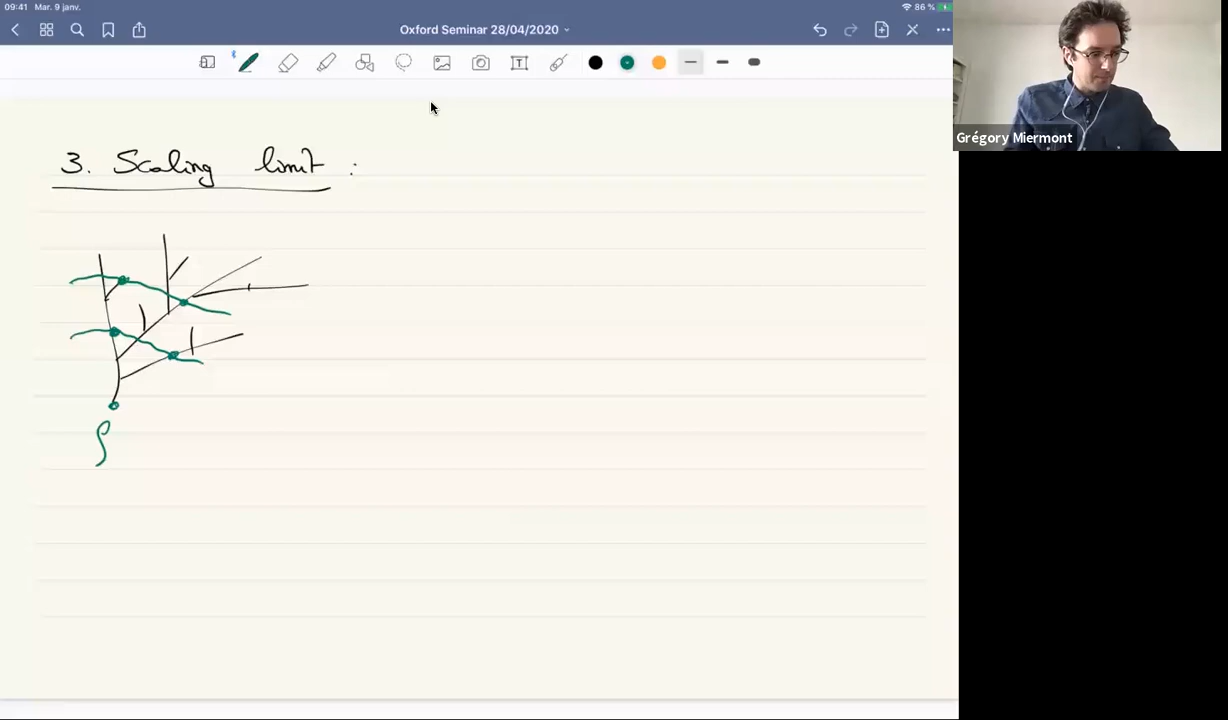 09:41 Mar. 9 janv.
86 %
Oxford Seminar 28/04/2020
T
Grégory Miermont
3. Scaling limit :
ρ